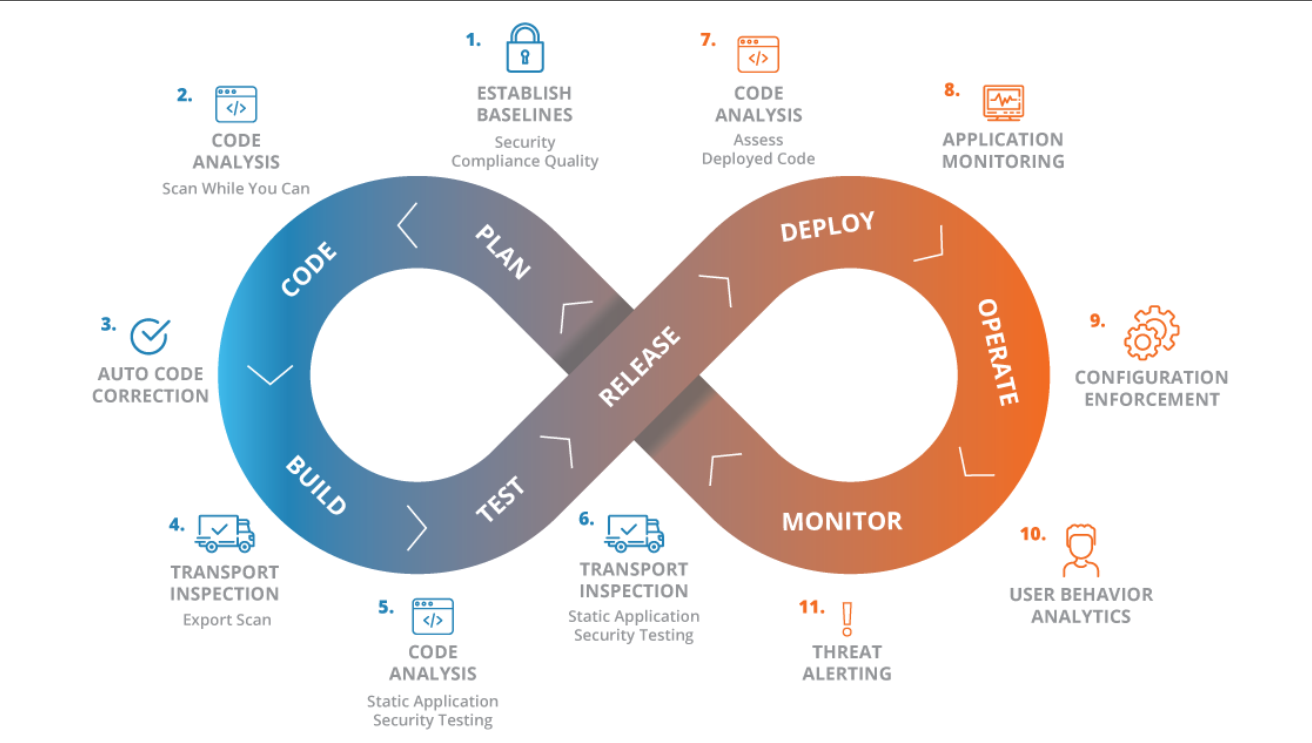 1.
ESTABLISH
BASELINES
Security
Compliance Quality
2.
CODE
ANALYSIS
Scan While You Can
3.
AUTO CODE
CORRECTION
4.
TRANSPORT
INSPECTION
Export Scan
5.
CODE
ANALYSIS
Static Application
Security Testing
6.
TRANSPORT
INSPECTION
Static Application
Security Testing
7.
CODE
ANALYSIS
Assess
Deployed Code
8.
APPLICATION
MONITORING
9.
CONFIGURATION
ENFORCEMENT
10.
USER BEHAVIOR
ANALYTICS
11.
THREAT
ALERTING
PLAN
CODE
BUILD
TEST
RELEASE
DEPLOY
OPERATE
MONITOR